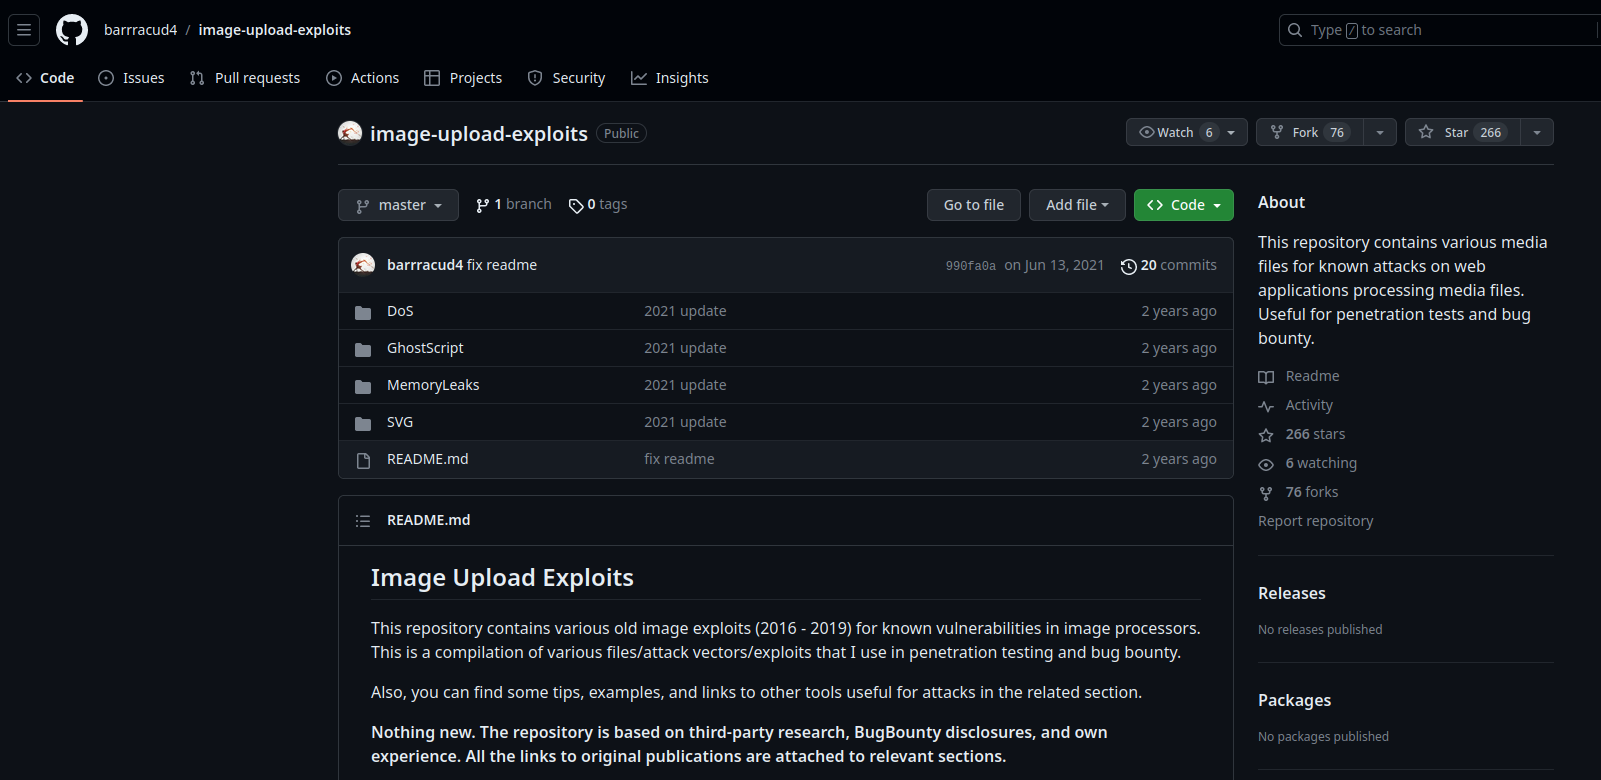 barrracud4 / image-upload-exploits
Type / to search
Code Issues Pull requests Actions Projects Security Insights
image-upload-exploits Public
Watch 6 Fork 76 Star 266
master 1 branch 0 tags Go to file Add file Code
barrracud4 fix readme 990fa0a on Jun 13, 2021 20 commits
DoS 2021 update 2 years ago
GhostScript 2021 update 2 years ago
MemoryLeaks 2021 update 2 years ago
SVG 2021 update 2 years ago
README.md fix readme 2 years ago
README.md
Image Upload Exploits
This repository contains various old image exploits (2016 - 2019) for known vulnerabilities in image processors.
This is a compilation of various files/attack vectors/exploits that I use in penetration testing and bug bounty.
Also, you can find some tips, examples, and links to other tools useful for attacks in the related section.
Nothing new. The repository is based on third-party research, BugBounty disclosures, and own
experience. All the links to original publications are attached to relevant sections.
About
This repository contains various media
files for known attacks on web
applications processing media files.
Useful for penetration tests and bug
bounty.
Readme
Activity
266 stars
6 watching
76 forks
Report repository
Releases
No releases published
Packages
No packages published